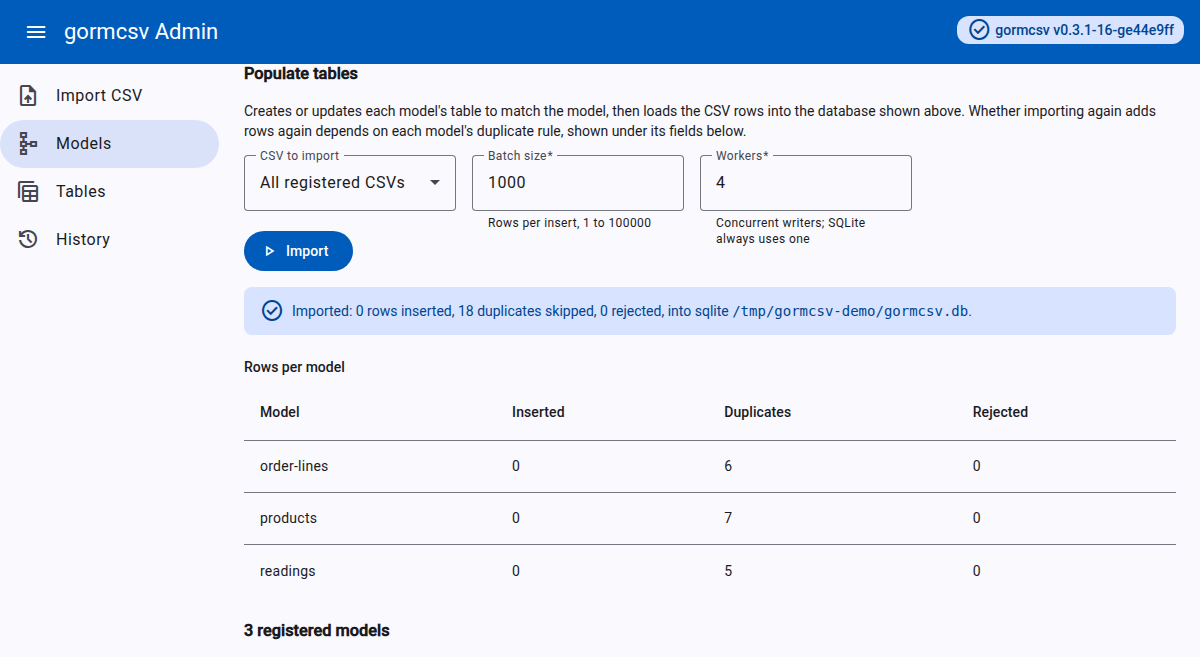 gormcsv Admin
gormcsv v0.3.1-16-ge44e9ff
Import CSV
Models
Tables
History
Populate tables
Creates or updates each model's table to match the model, then loads the CSV rows into the database shown above. Whether importing again adds
rows again depends on each model's duplicate rule, shown under its fields below.
CSV to import
All registered CSVs
Batch size*
1000
Rows per insert, 1 to 100000
Workers*
4
Concurrent writers; SQLite
always uses one
Import
Imported: 0 rows inserted, 18 duplicates skipped, 0 rejected, into sqlite /tmp/gormcsv-demo/gormcsv.db.
Rows per model
Model Inserted Duplicates Rejected
order-lines 0 6 0
products 0 7 0
readings 0 5 0
3 registered models